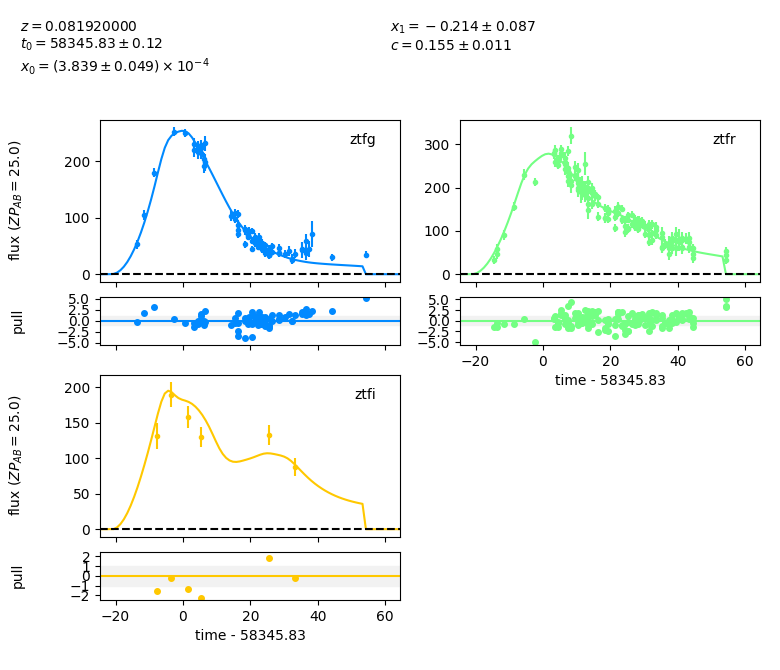 z = 0.081920000
t₀ = 58345.83 ± 0.12
x₀ = (3.839 ± 0.049) × 10⁻⁴
x₁ = −0.214 ± 0.087
c = 0.155 ± 0.011
flux (ZP_AB = 25.0)
ztfg
200
100
0
pull
5.0
2.5
0.0
−2.5
−5.0
ztfr
300
200
100
0
5.0
2.5
0.0
−2.5
−5.0
−20 0 20 40 60
time - 58345.83
flux (ZP_AB = 25.0)
ztfi
200
150
100
50
0
pull
2
1
0
−1
−2
−20 0 20 40 60
time - 58345.83